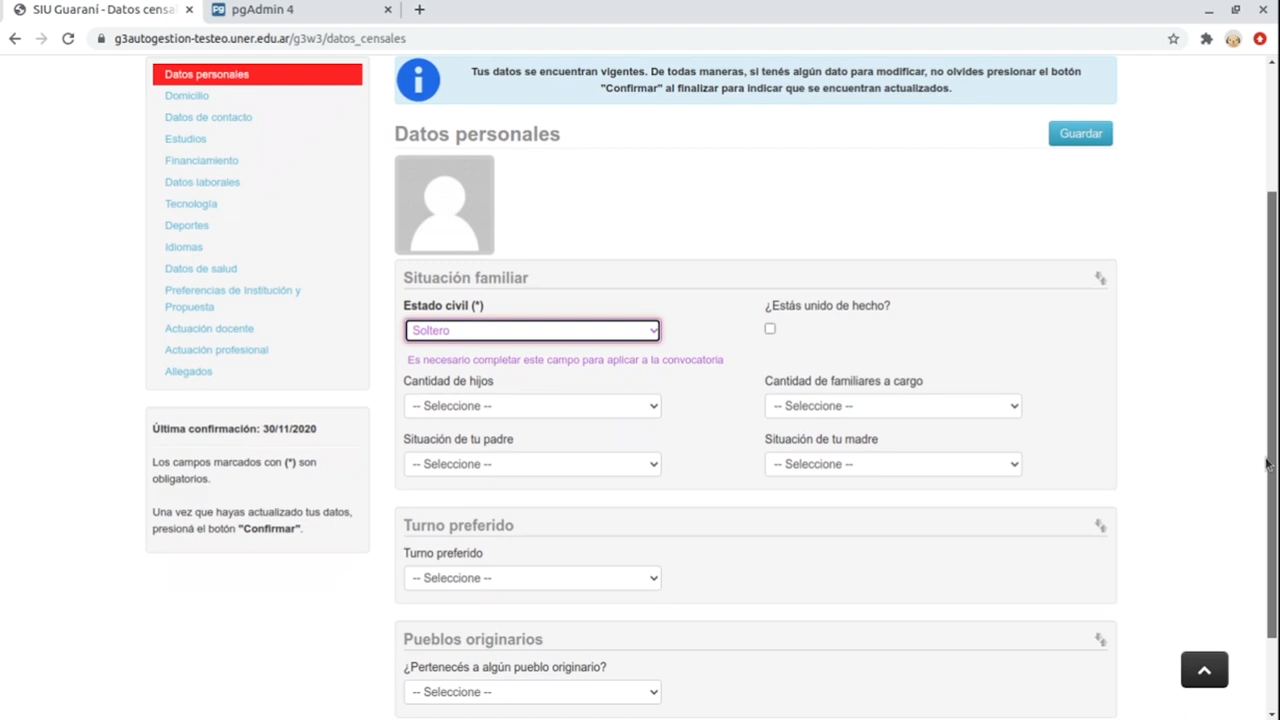 SIU Guaraní - Datos censa
pgAdmin 4
g3autogestion-testeo.uner.edu.ar/g3w3/datos_censales
Datos personales
Domicilio
Datos de contacto
Estudios
Financiamiento
Datos laborales
Tecnología
Deportes
Idiomas
Datos de salud
Preferencias de Institución y
Propuesta
Actuación docente
Actuación profesional
Allegados
Última confirmación: 30/11/2020
Los campos marcados con (*) son
obligatorios.
Una vez que hayas actualizado tus datos,
presioná el botón "Confirmar".
Tus datos se encuentran vigentes. De todas maneras, si tenés algún dato para modificar, no olvides presionar el botón
"Confirmar" al finalizar para indicar que se encuentran actualizados.
Datos personales
Guardar
Situación familiar
Estado civil (*)
¿Estás unido de hecho?
Soltero
Es necesario completar este campo para aplicar a la convocatoria
Cantidad de hijos
Cantidad de familiares a cargo
-- Seleccione --
-- Seleccione --
Situación de tu padre
Situación de tu madre
-- Seleccione --
-- Seleccione --
Turno preferido
Turno preferido
-- Seleccione --
Pueblos originarios
¿Pertenecés a algún pueblo originario?
-- Seleccione --